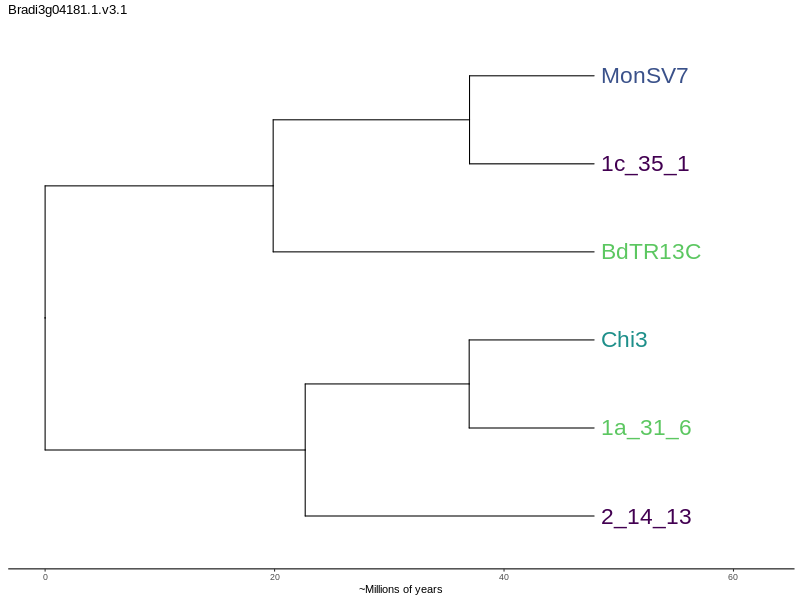 Bradi3g04181.1.v3.1
MonSV7
1c_35_1
BdTR13C
Chi3
1a_31_6
2_14_13
0 20 40 60
~Millions of years